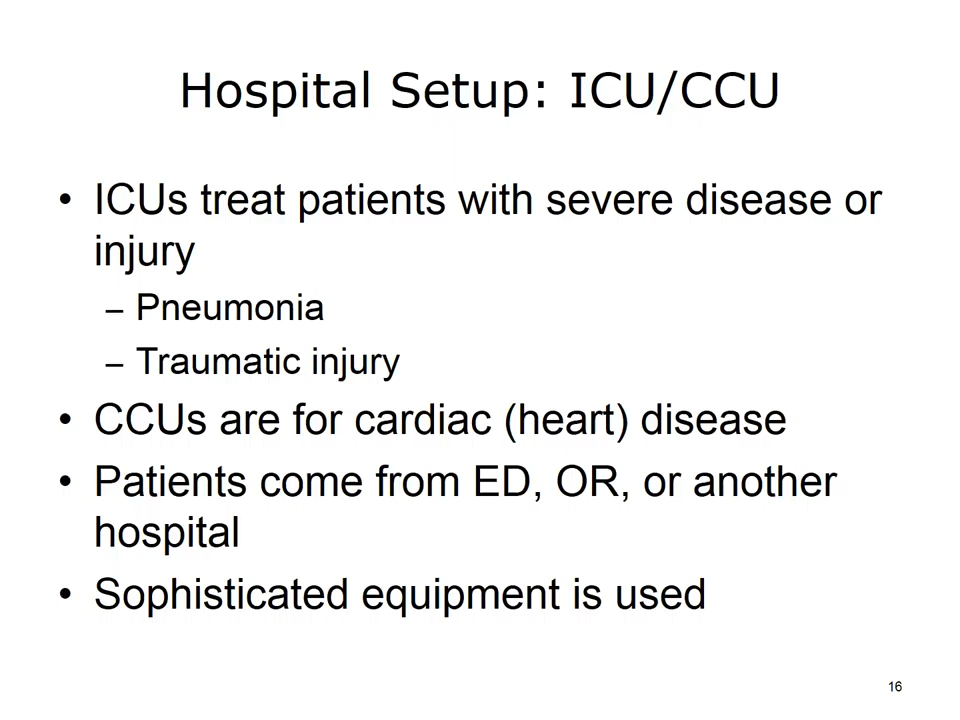 Hospital Setup: ICU/CCU
• ICUs treat patients with severe disease or
injury
– Pneumonia
– Traumatic injury
• CCUs are for cardiac (heart) disease
• Patients come from ED, OR, or another
hospital
• Sophisticated equipment is used
16